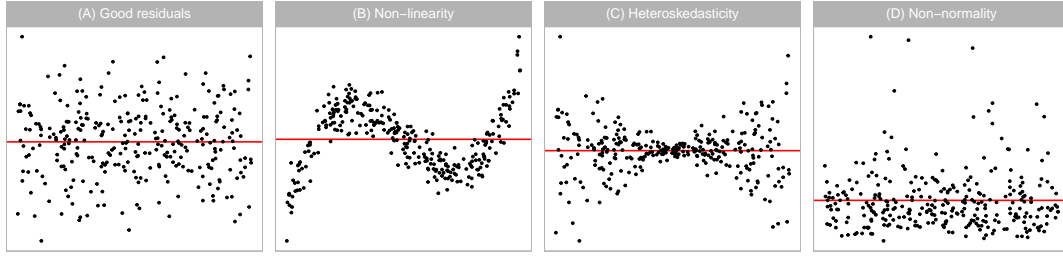 (A) Good residuals
(B) Non−linearity
(C) Heteroskedasticity
(D) Non−normality